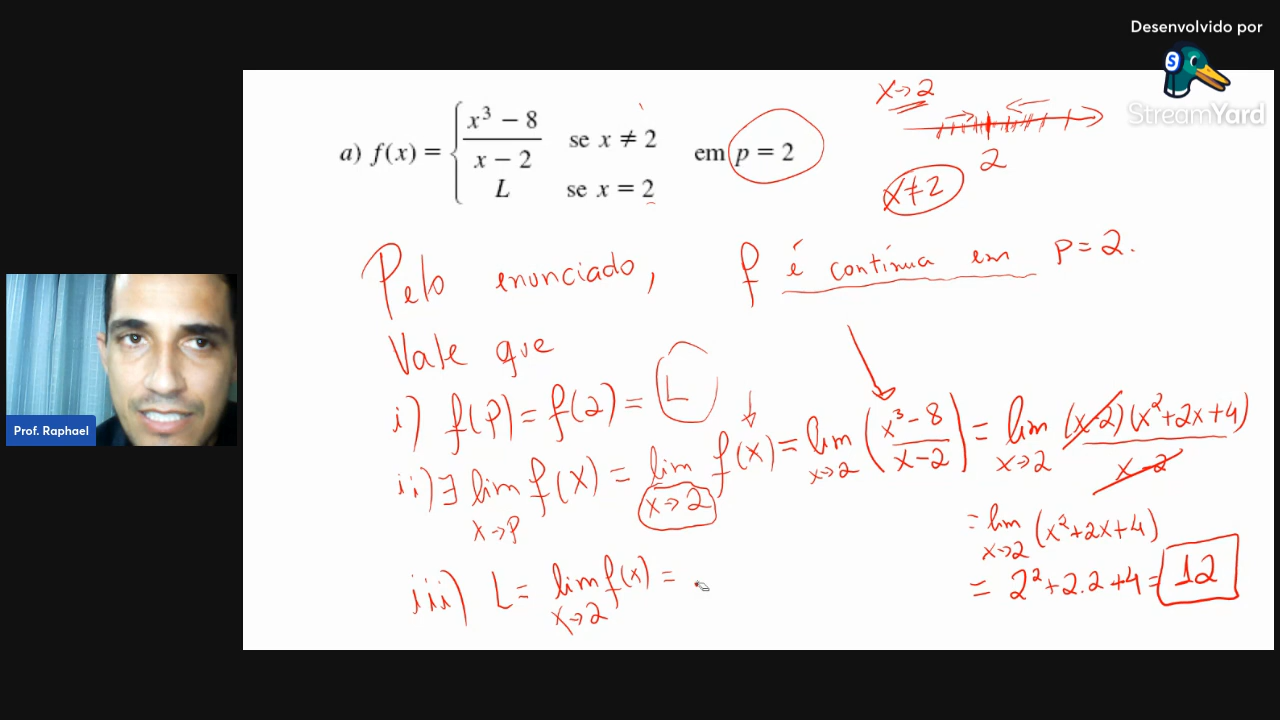 Desenvolvido por
S
StreamYard
x→2
2
x≠2
a) f(x) = { x³ − 8 / x − 2 se x ≠ 2
L se x = 2
em p = 2
Pelo enunciado, f é contínua em p = 2.
Vale que
i) f(p) = f(2) = L
ii) ∃ lim x→p f(x) = lim x→2 f(x) = lim x→2 (x³ − 8 / x − 2) = lim x→2 (x−2)(x²+2x+4) / x−2
= lim x→2 (x²+2x+4)
= 2²+2.2+4 = 12
iii) L = lim x→2 f(x) =
Prof. Raphael